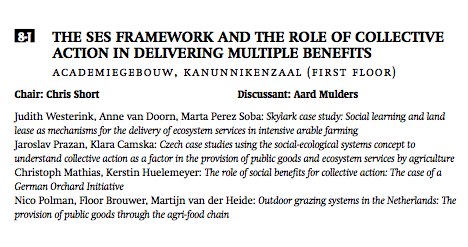 8.1 THE SES FRAMEWORK AND THE ROLE OF COLLECTIVE
ACTION IN DELIVERING MULTIPLE BENEFITS
ACADEMIEGEBOUW, KANUNNIKENZAAL (FIRST FLOOR)
Chair: Chris Short Discussant: Aard Mulders
Judith Westerink, Anne van Doorn, Marta Perez Soba: Skylark case study: Social learning and land
lease as mechanisms for the delivery of ecosystem services in intensive arable farming
Jaroslav Prazan, Klara Camska: Czech case studies using the social-ecological systems concept to
understand collective action as a factor in the provision of public goods and ecosystem services by agriculture
Christoph Mathias, Kerstin Huelemeyer: The role of social benefits for collective action: The case of a
German Orchard Initiative
Nico Polman, Floor Brouwer, Martijn van der Heide: Outdoor grazing systems in the Netherlands: The
provision of public goods through the agri-food chain